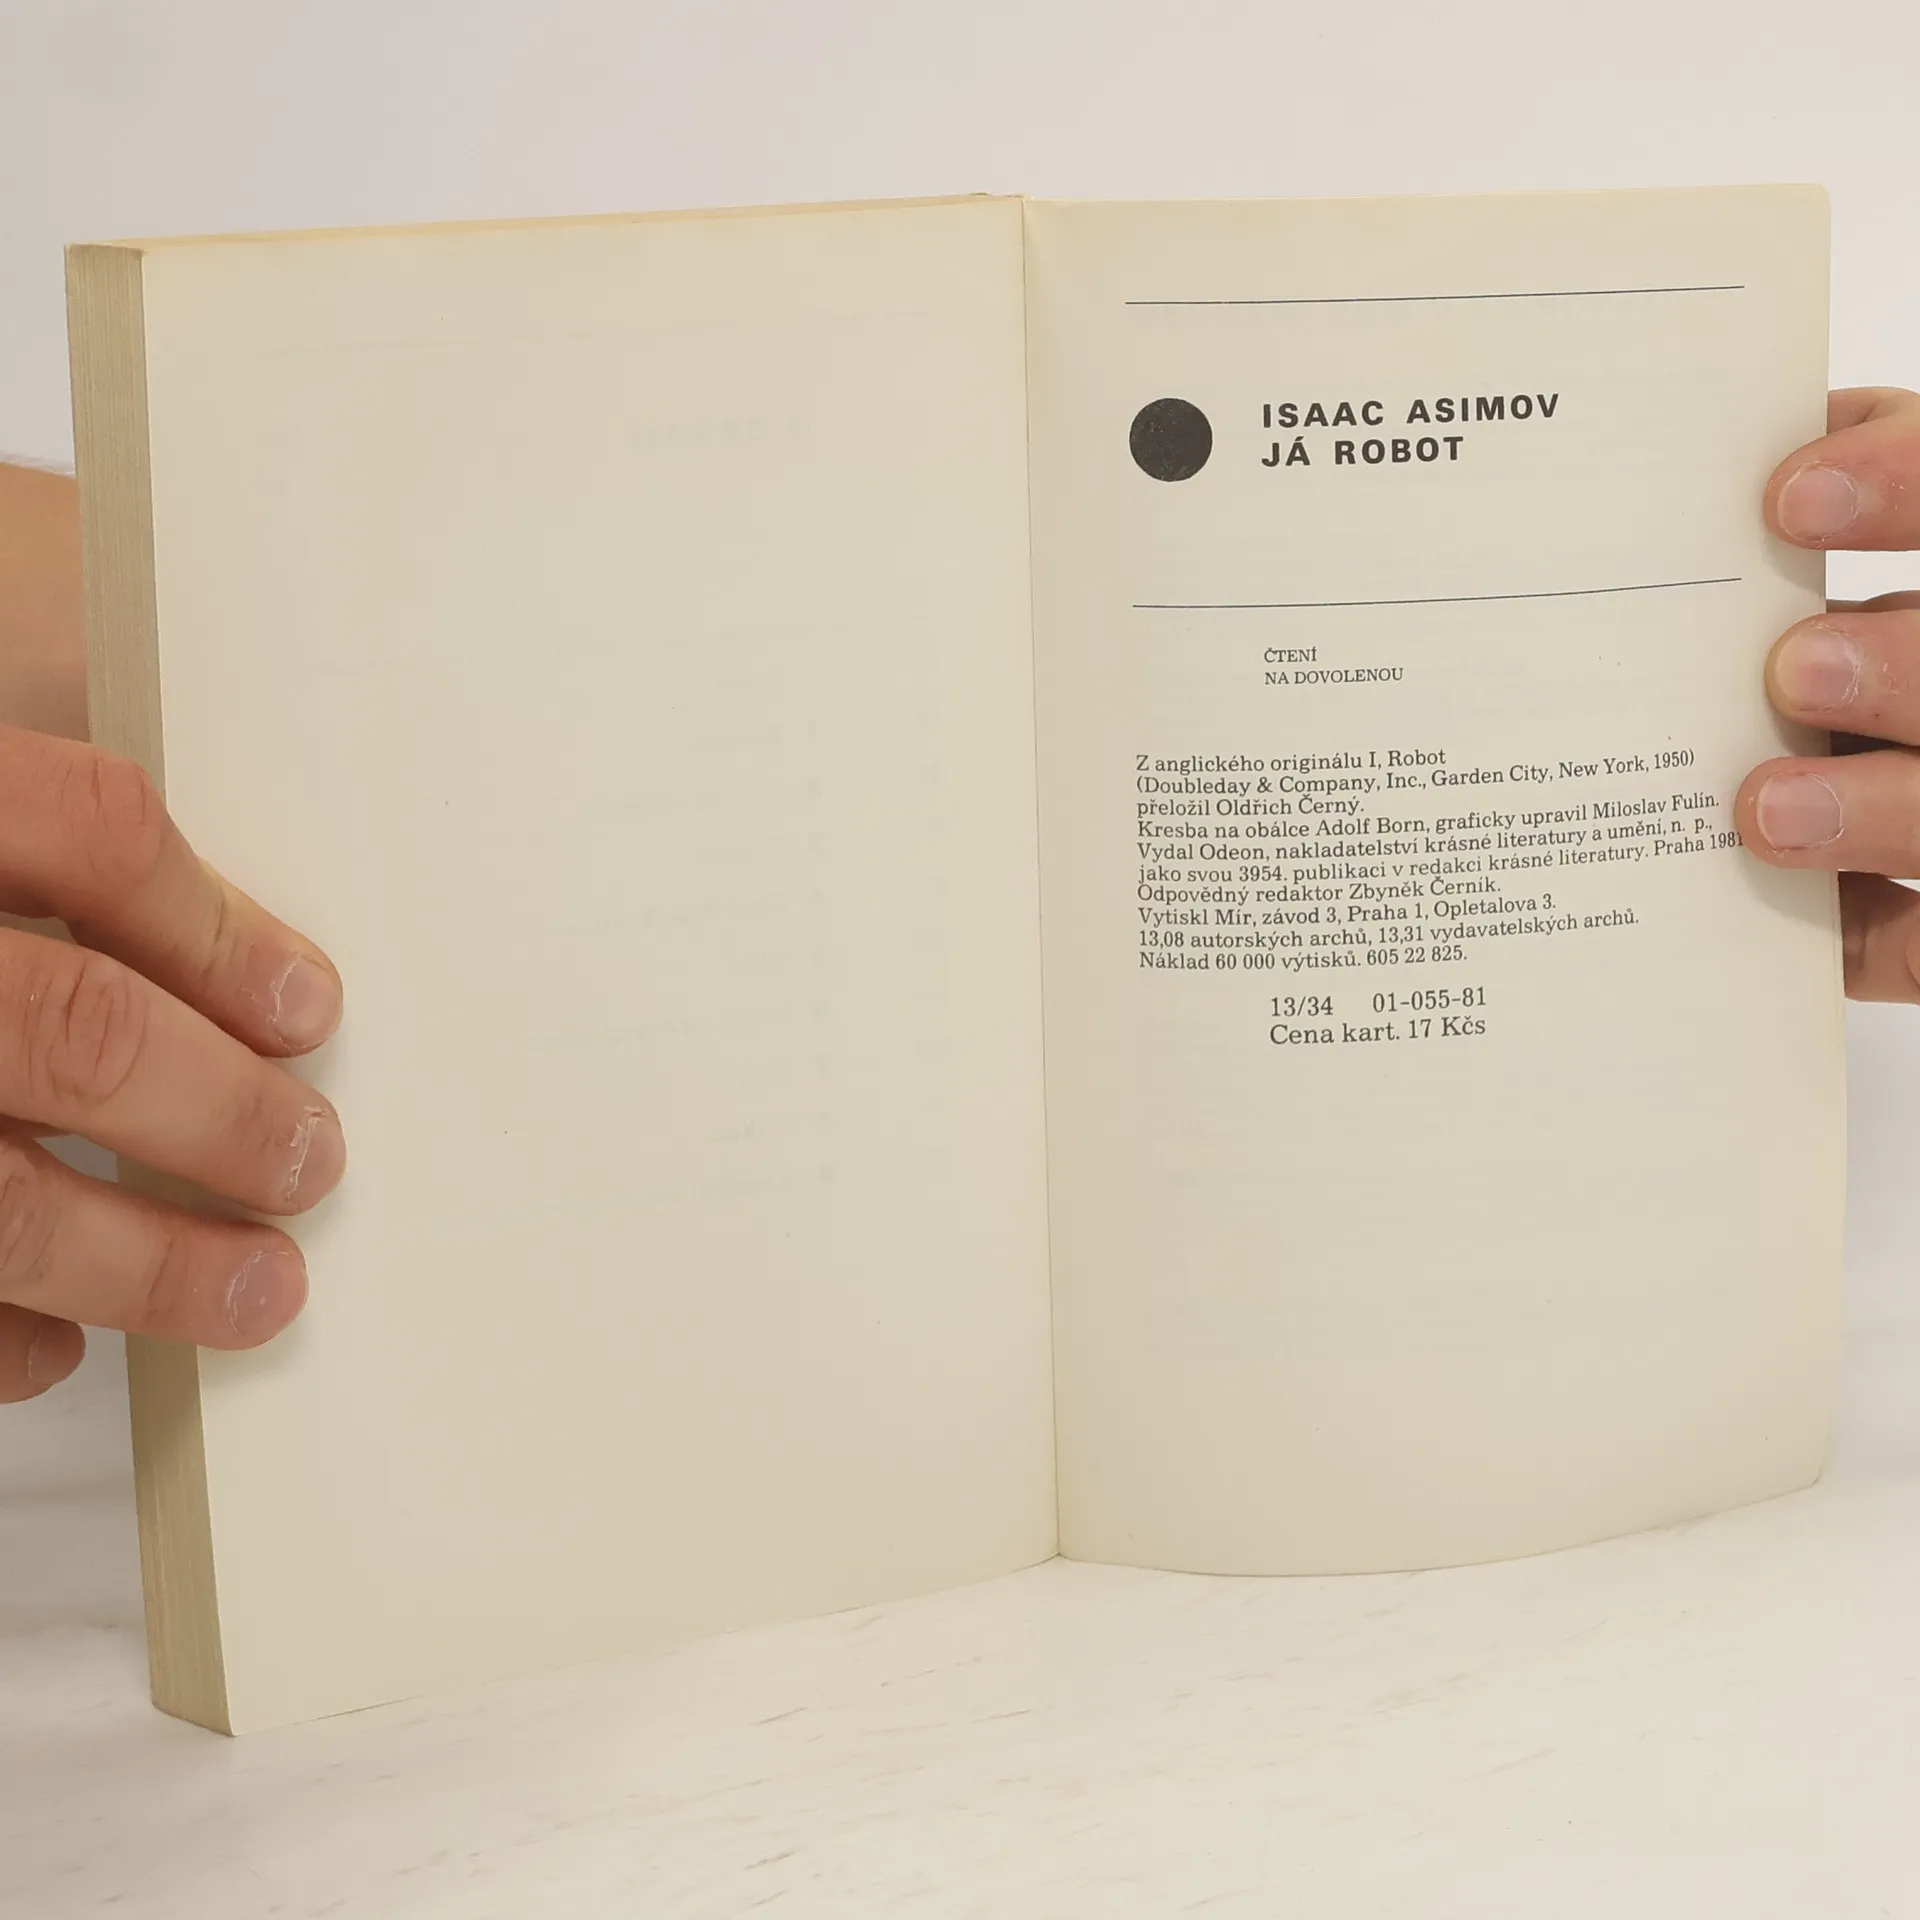 ISAAC ASIMOV
JÁ ROBOT
ČTENÍ
NA DOVOLENOU
Z anglického originálu I, Robot
(Doubleday & Company, Inc., Garden City, New York, 1950)
přeložil Oldřich Černý.
Kresba na obálce Adolf Born, graficky upravil Miloslav Fulín.
Vydal Odeon, nakladatelství krásné literatury a umění, n. p.,
jako svou 3954. publikaci v redakci krásné literatury. Praha 1981
Odpovědný redaktor Zbyněk Černík.
Vytiskl Mír, závod 3, Praha 1, Opletalova 3.
13,08 autorských archů, 13,31 vydavatelských archů.
Náklad 60 000 výtisků. 605 22 825.
13/34 01-055-81
Cena kart. 17 Kčs